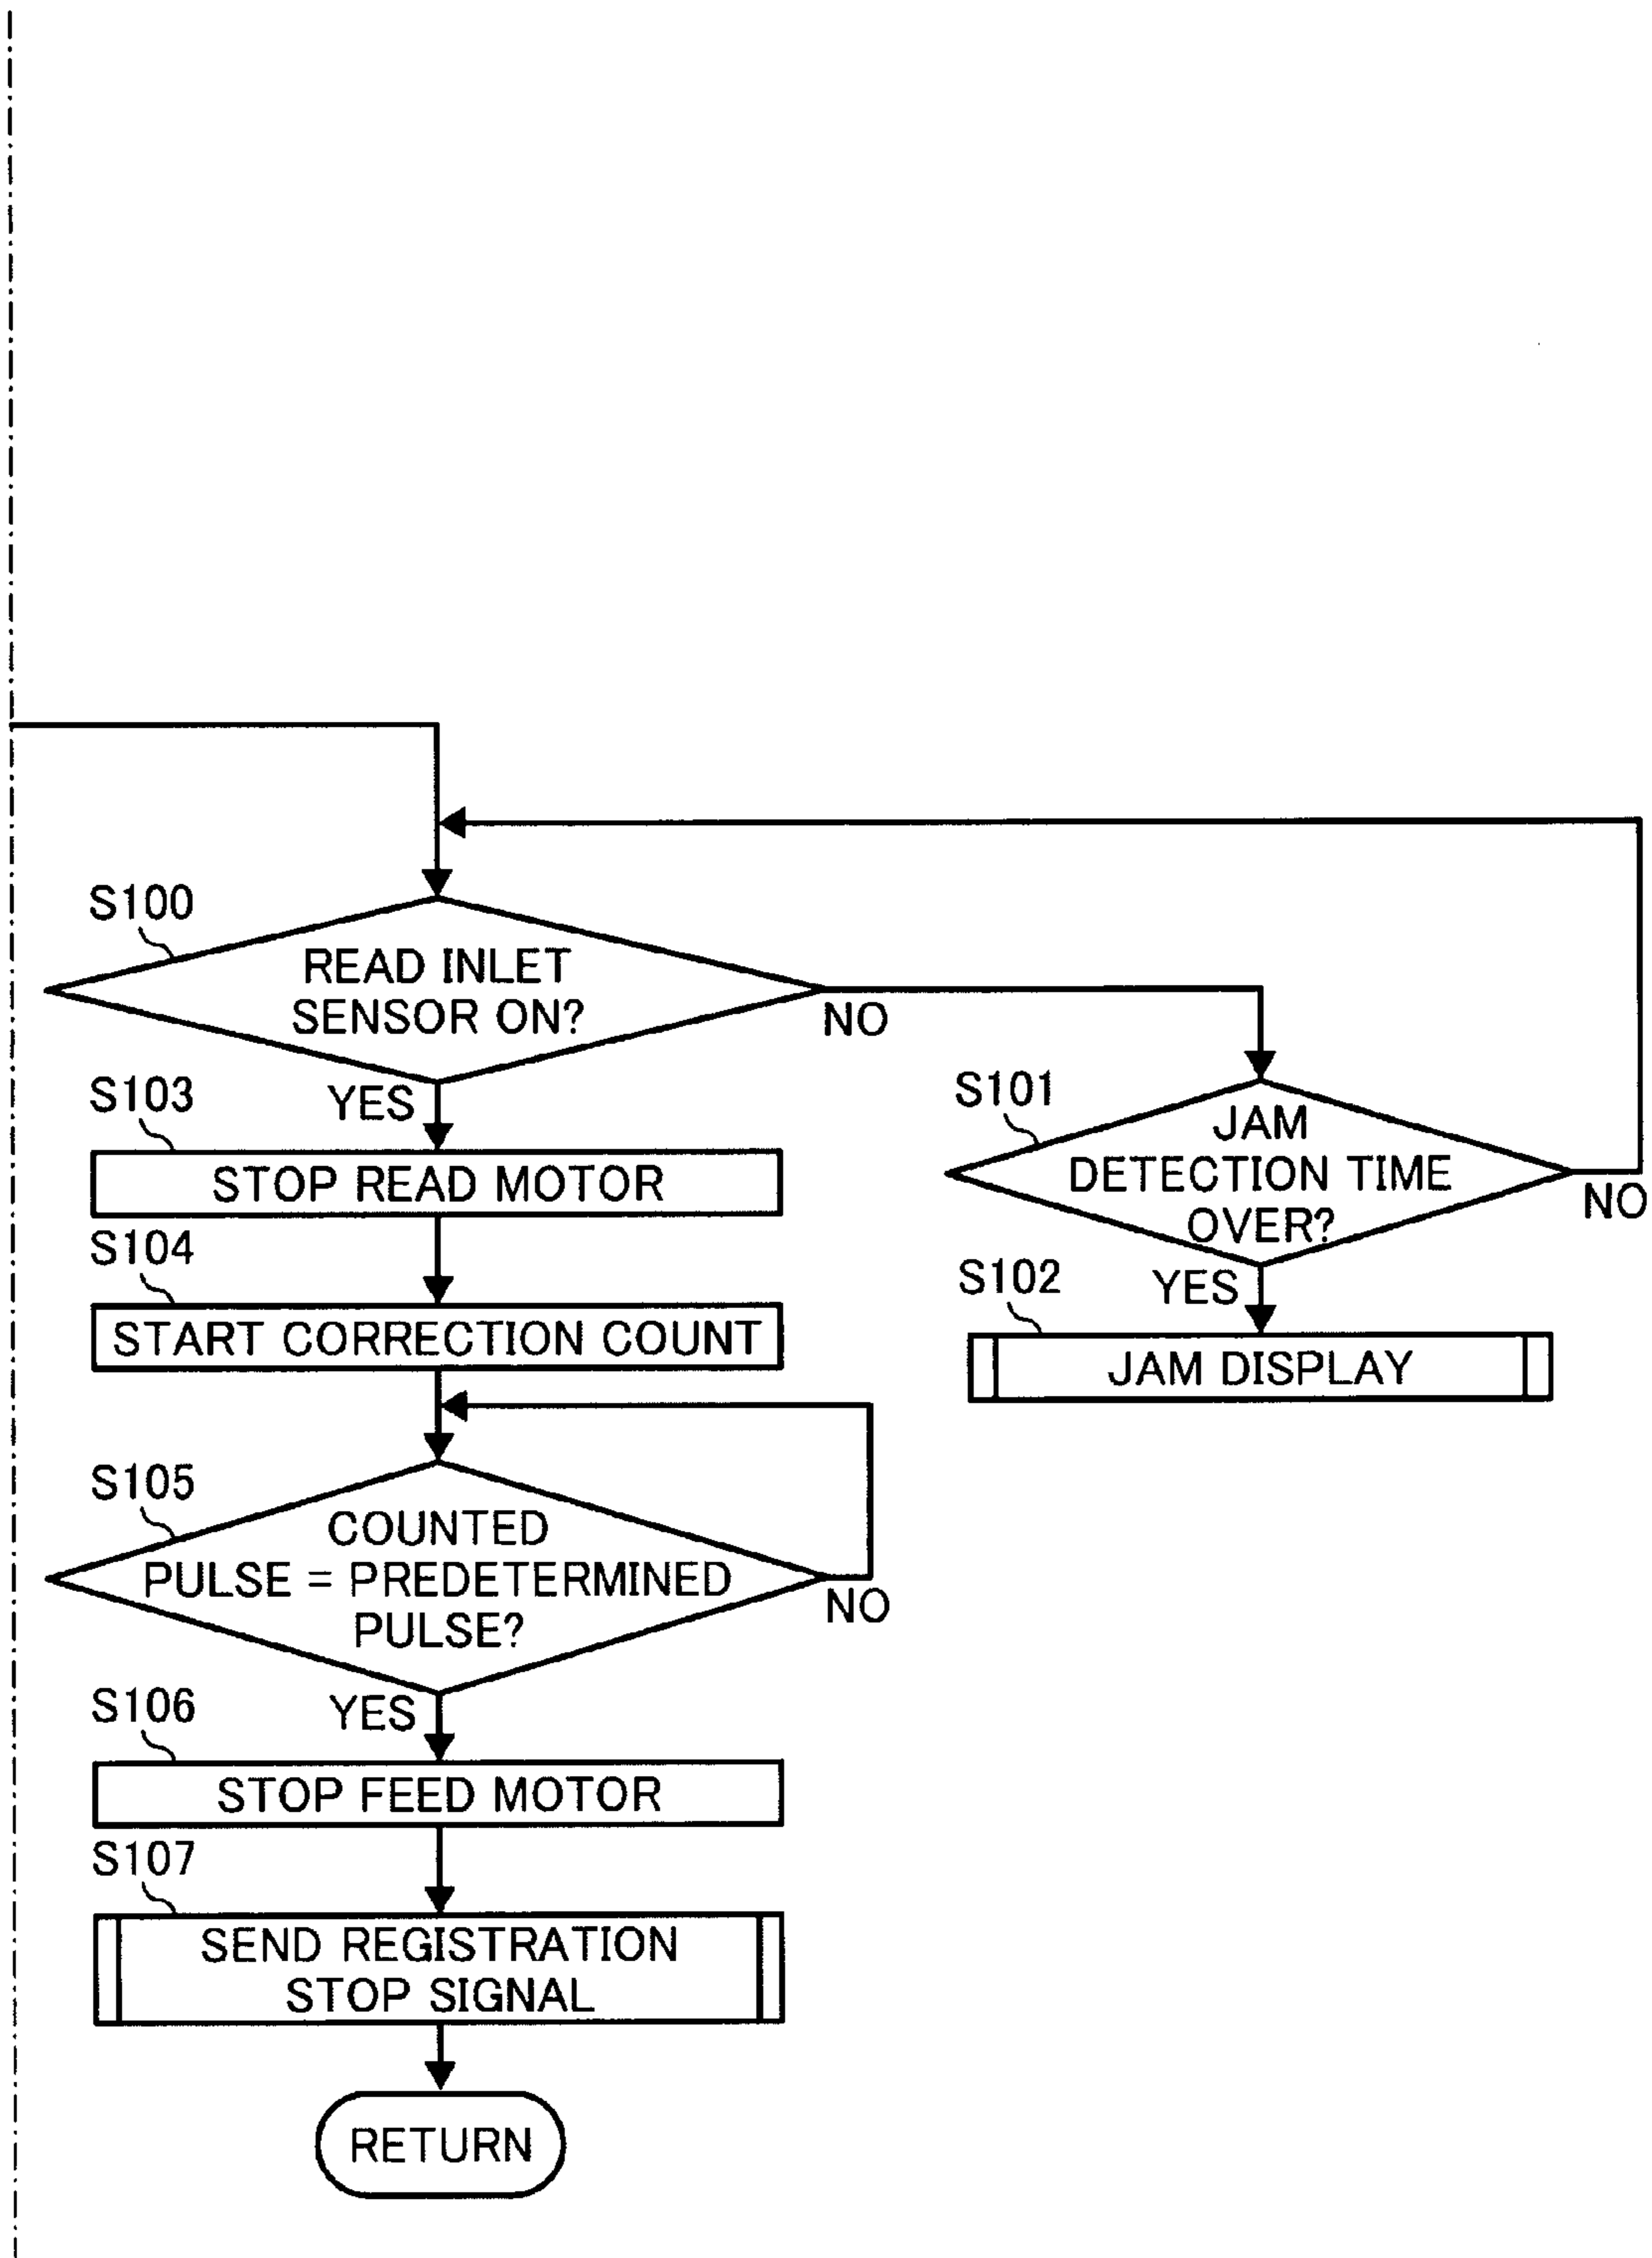 S100
READ INLET
SENSOR ON?
NO
YES
S101
JAM
DETECTION TIME
OVER?
NO
YES
S102
JAM DISPLAY
S103
STOP READ MOTOR
S104
START CORRECTION COUNT
S105
COUNTED
PULSE = PREDETERMINED
PULSE?
NO
YES
S106
STOP FEED MOTOR
S107
SEND REGISTRATION
STOP SIGNAL
RETURN